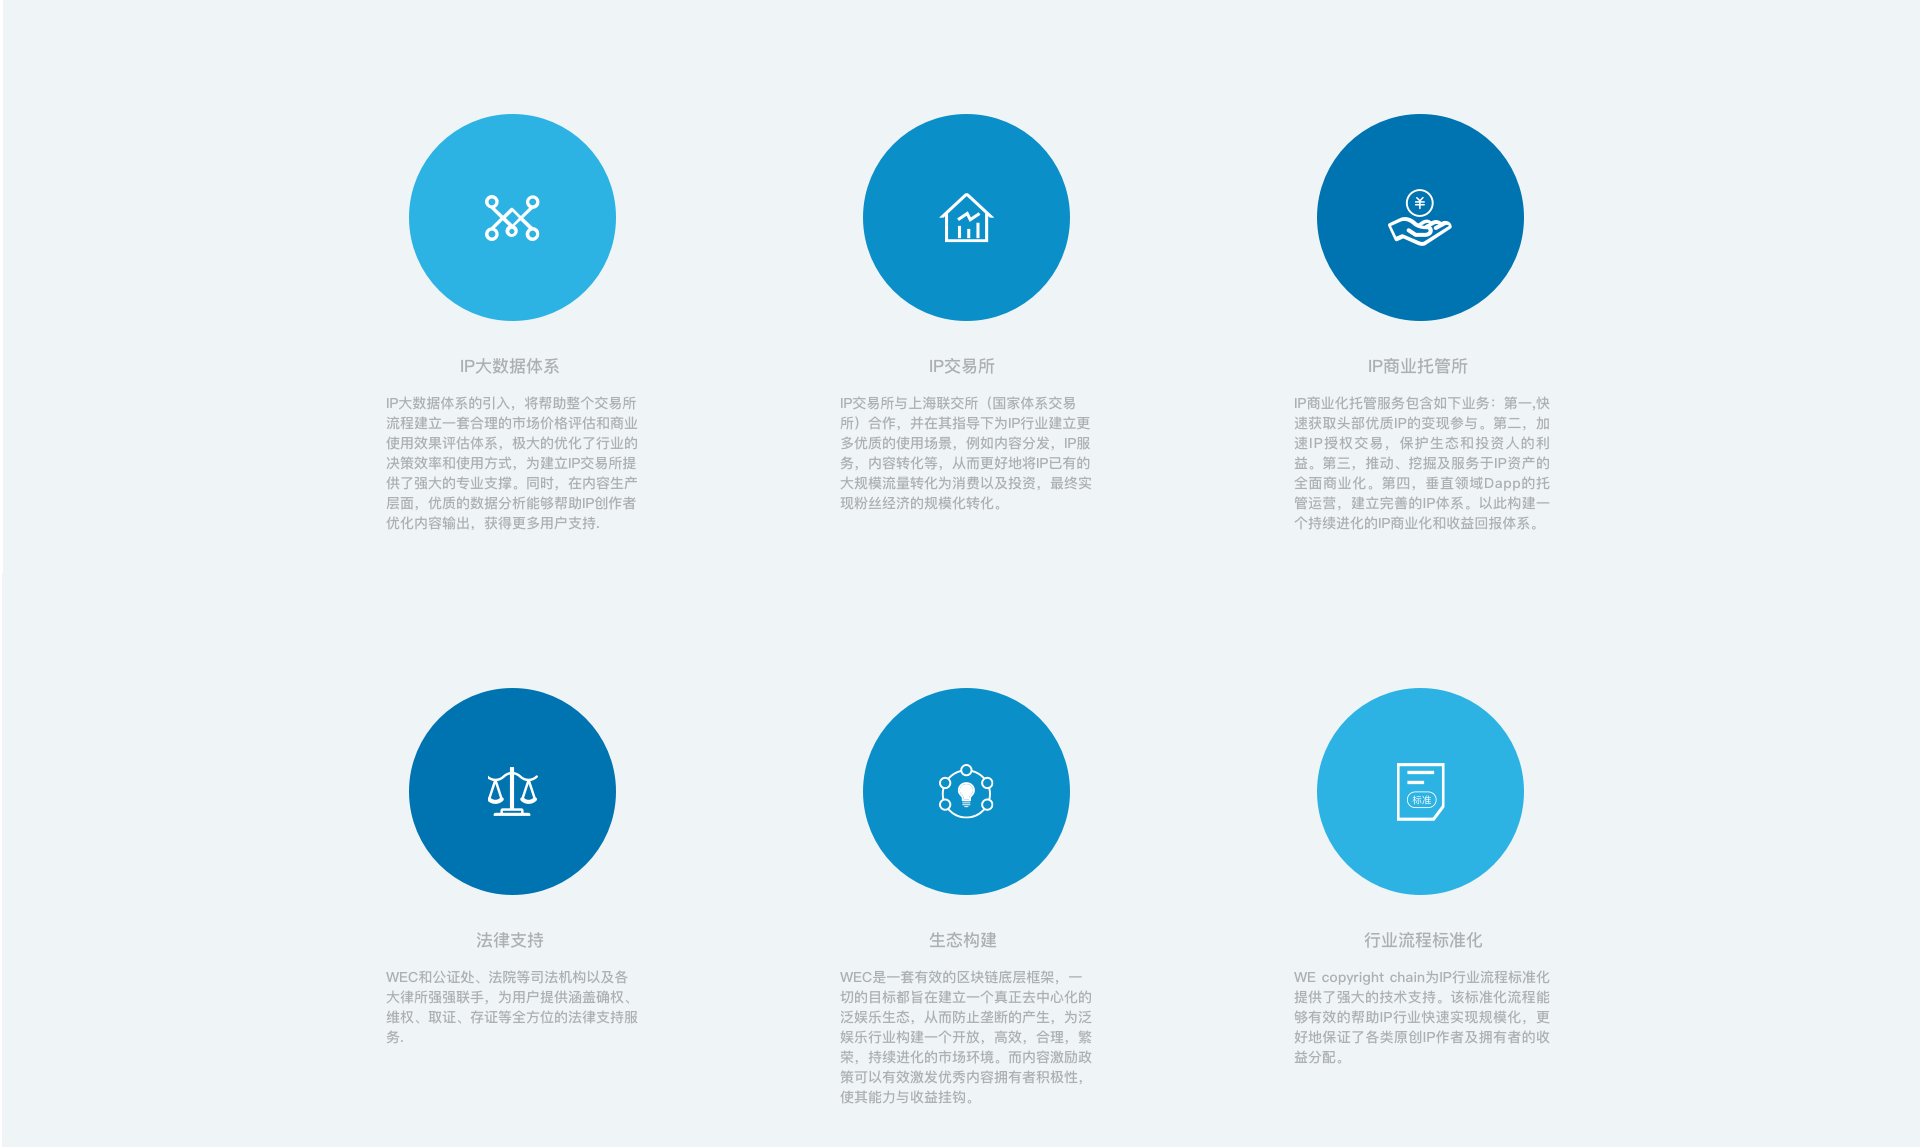 IP大数据体系
IP大数据体系的引入，将帮助整个交易所
流程建立一套合理的市场价格评估和商业
使用效果评估体系，极大的优化了行业的
决策效率和使用方式，为建立IP交易所提
供了强大的专业支撑。同时，在内容生产
层面，优质的数据分析能够帮助IP创作者
优化内容输出，获得更多用户支持.
IP交易所
IP交易所与上海联交所（国家体系交易
所）合作，并在其指导下为IP行业建立更
多优质的使用场景，例如内容分发，IP服
务，内容转化等，从而更好地将IP已有的
大规模流量转化为消费以及投资，最终实
现粉丝经济的规模化转化。
IP商业托管所
IP商业化托管服务包含如下业务：第一,快
速获取头部优质IP的变现参与。第二，加
速IP授权交易，保护生态和投资人的利
益。第三，推动、挖掘及服务于IP资产的
全面商业化。第四，垂直领域Dapp的托
管运营，建立完善的IP体系。以此构建一
个持续进化的IP商业化和收益回报体系。
法律支持
WEC和公证处、法院等司法机构以及各
大律所强强联手，为用户提供涵盖确权、
维权、取证、存证等全方位的法律支持服
务.
生态构建
WEC是一套有效的区块链底层框架，一
切的目标都旨在建立一个真正去中心化的
泛娱乐生态，从而防止垄断的产生，为泛
娱乐行业构建一个开放，高效，合理，繁
荣，持续进化的市场环境。而内容激励政
策可以有效激发优秀内容拥有者积极性，
使其能力与收益挂钩。
标准
行业流程标准化
WE copyright chain为IP行业流程标准化
提供了强大的技术支持。该标准化流程能
够有效的帮助IP行业快速实现规模化，更
好地保证了各类原创IP作者及拥有者的收
益分配。